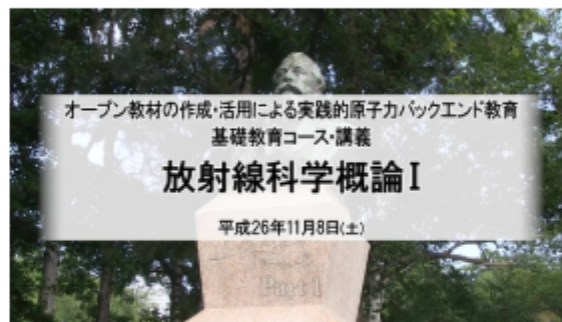 オープン教材の作成・活用による実践的原子力バックエンド教育
基礎教育コース・講義
放射線科学概論Ⅰ
平成26年11月8日(土)
Part 1